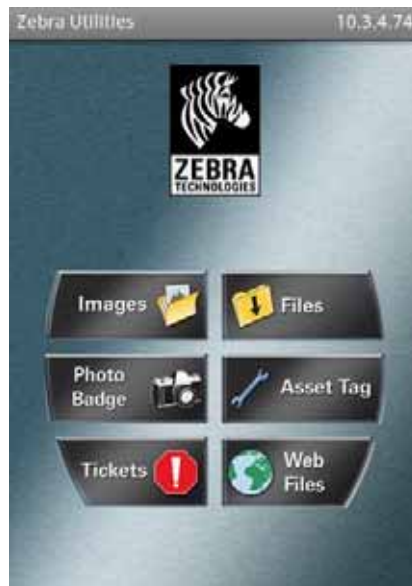 Zebra Utilities
10.3.4.74
ZEBRA
TECHNOLOGIES
Images
Files
Photo
Badge
Asset Tag
Tickets
Web
Files